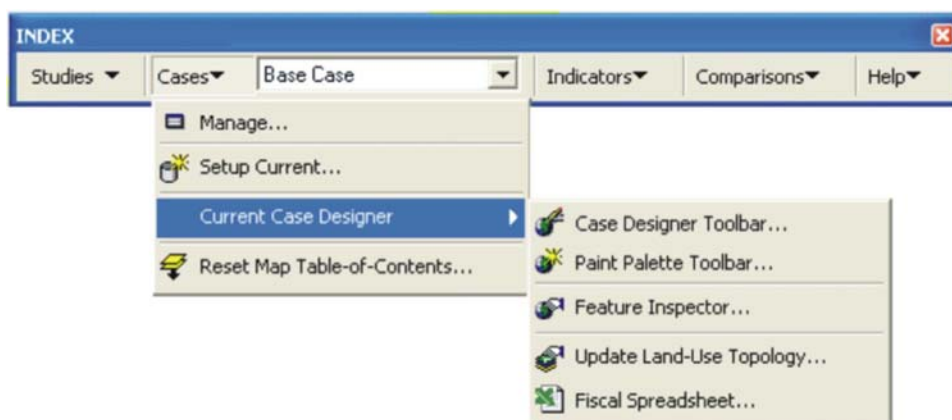 INDEX
Studies Cases Base Case Indicators Comparisons Help
Manage...
Setup Current...
Current Case Designer
Reset Map Table-of-Contents...
Case Designer Toolbar...
Paint Palette Toolbar...
Feature Inspector...
Update Land-Use Topology...
Fiscal Spreadsheet...